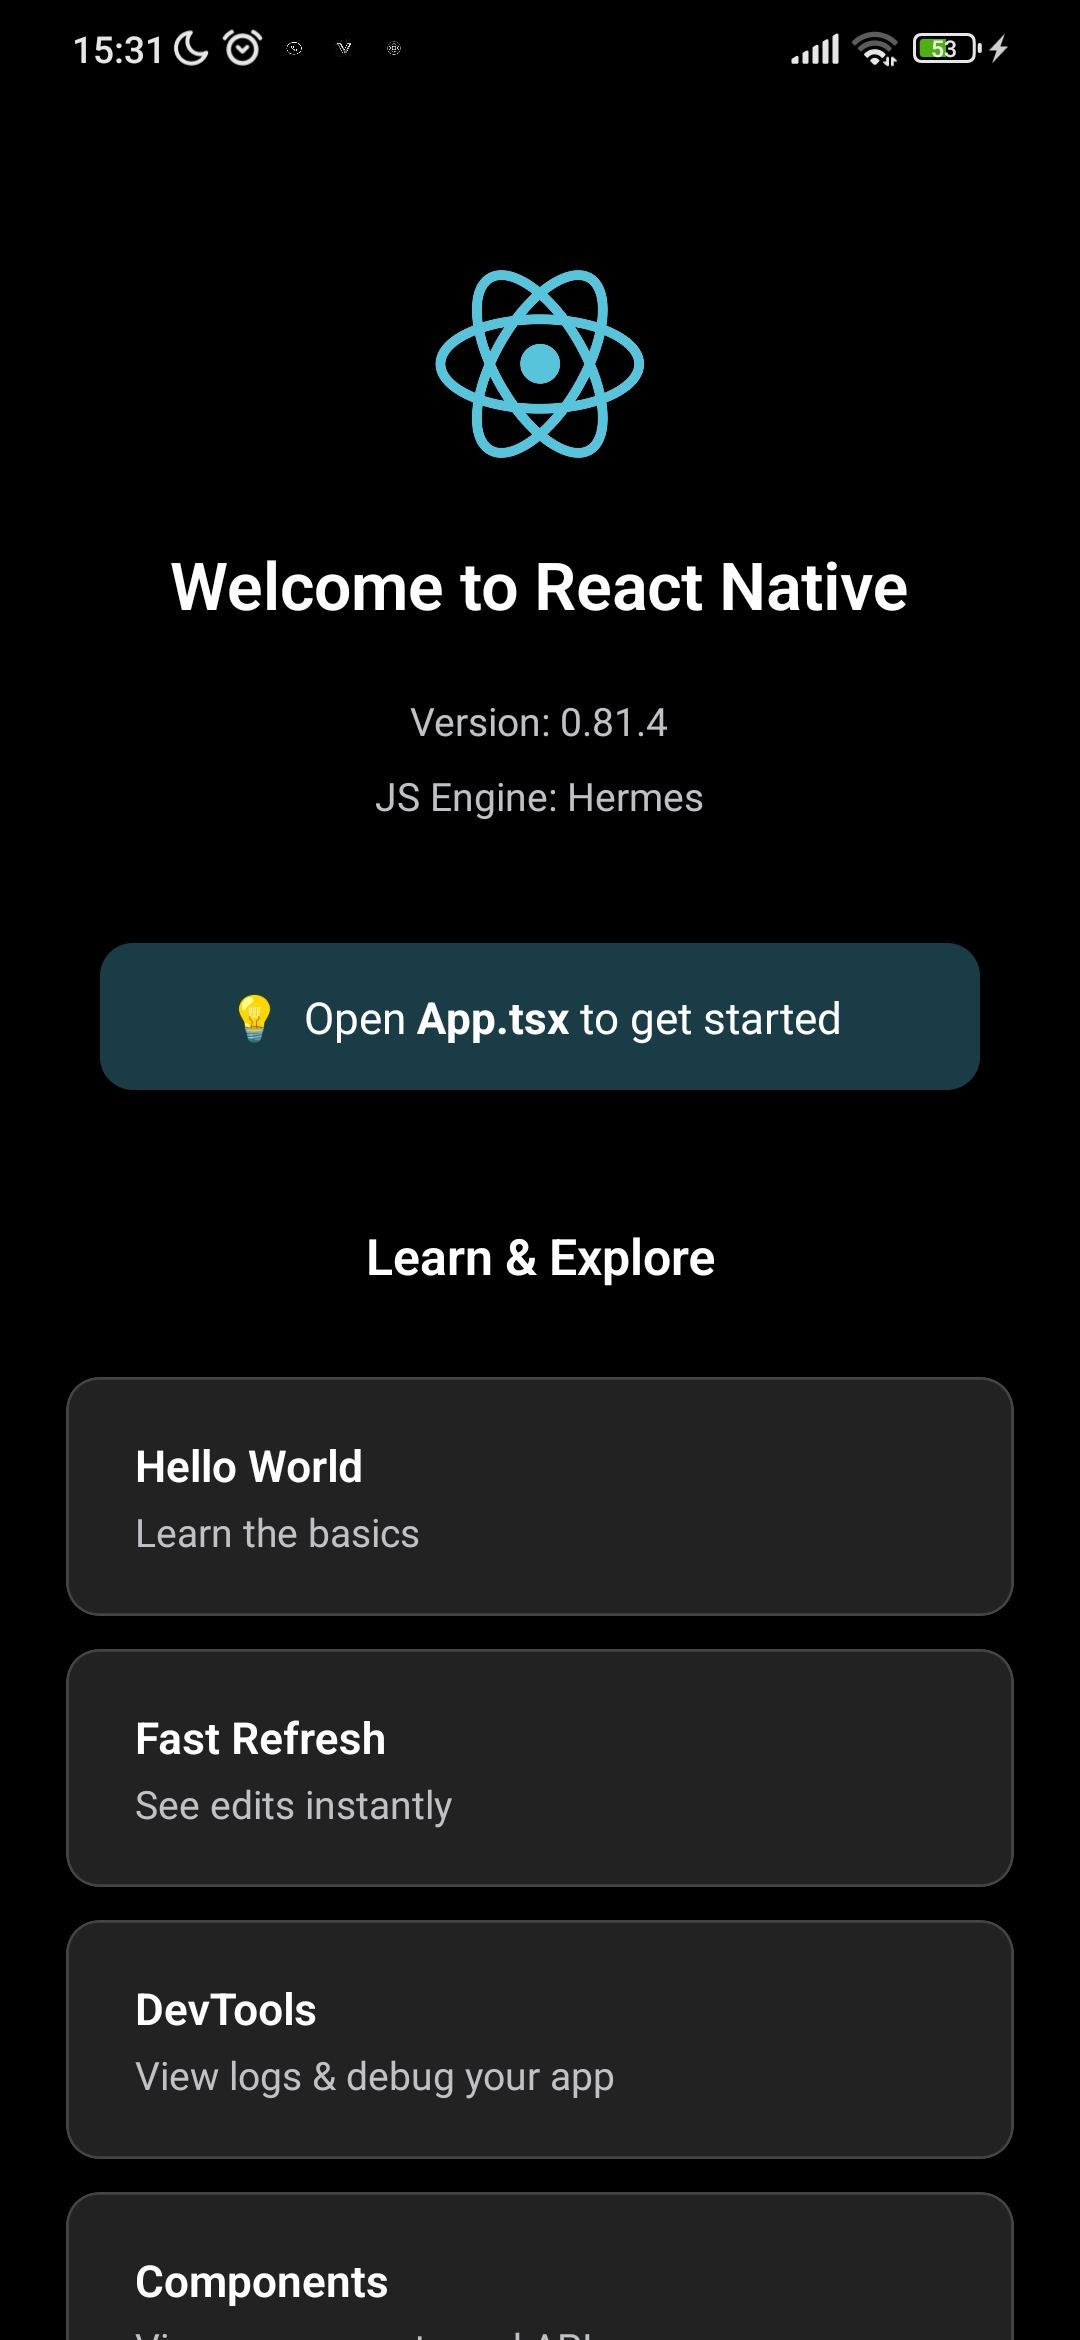 15:31
53
Welcome to React Native
Version: 0.81.4
JS Engine: Hermes
💡 Open App.tsx to get started
Learn & Explore
Hello World
Learn the basics
Fast Refresh
See edits instantly
DevTools
View logs & debug your app
Components